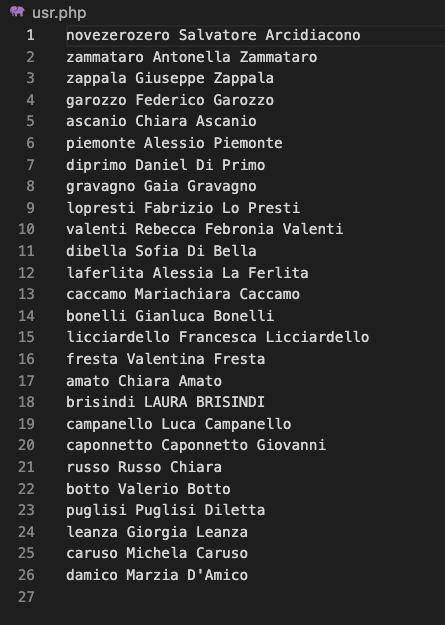 usr.php
1 novezerozero Salvatore Arcidiacono
2 zammataro Antonella Zammataro
3 zappala Giuseppe Zappala
4 garozzo Federico Garozzo
5 ascanio Chiara Ascanio
6 piemonte Alessio Piemonte
7 diprimo Daniel Di Primo
8 gravagno Gaia Gravagno
9 lopresti Fabrizio Lo Presti
10 valenti Rebecca Febronia Valenti
11 dibella Sofia Di Bella
12 laferlita Alessia La Ferlita
13 caccamo Mariachiara Caccamo
14 bonelli Gianluca Bonelli
15 licciardello Francesca Licciardello
16 fresta Valentina Fresta
17 amato Chiara Amato
18 brisindi LAURA BRISINDI
19 campanello Luca Campanello
20 caponnetto Caponnetto Giovanni
21 russo Russo Chiara
22 botto Valerio Botto
23 puglisi Puglisi Diletta
24 leanza Giorgia Leanza
25 caruso Michela Caruso
26 damico Marzia D'Amico
27